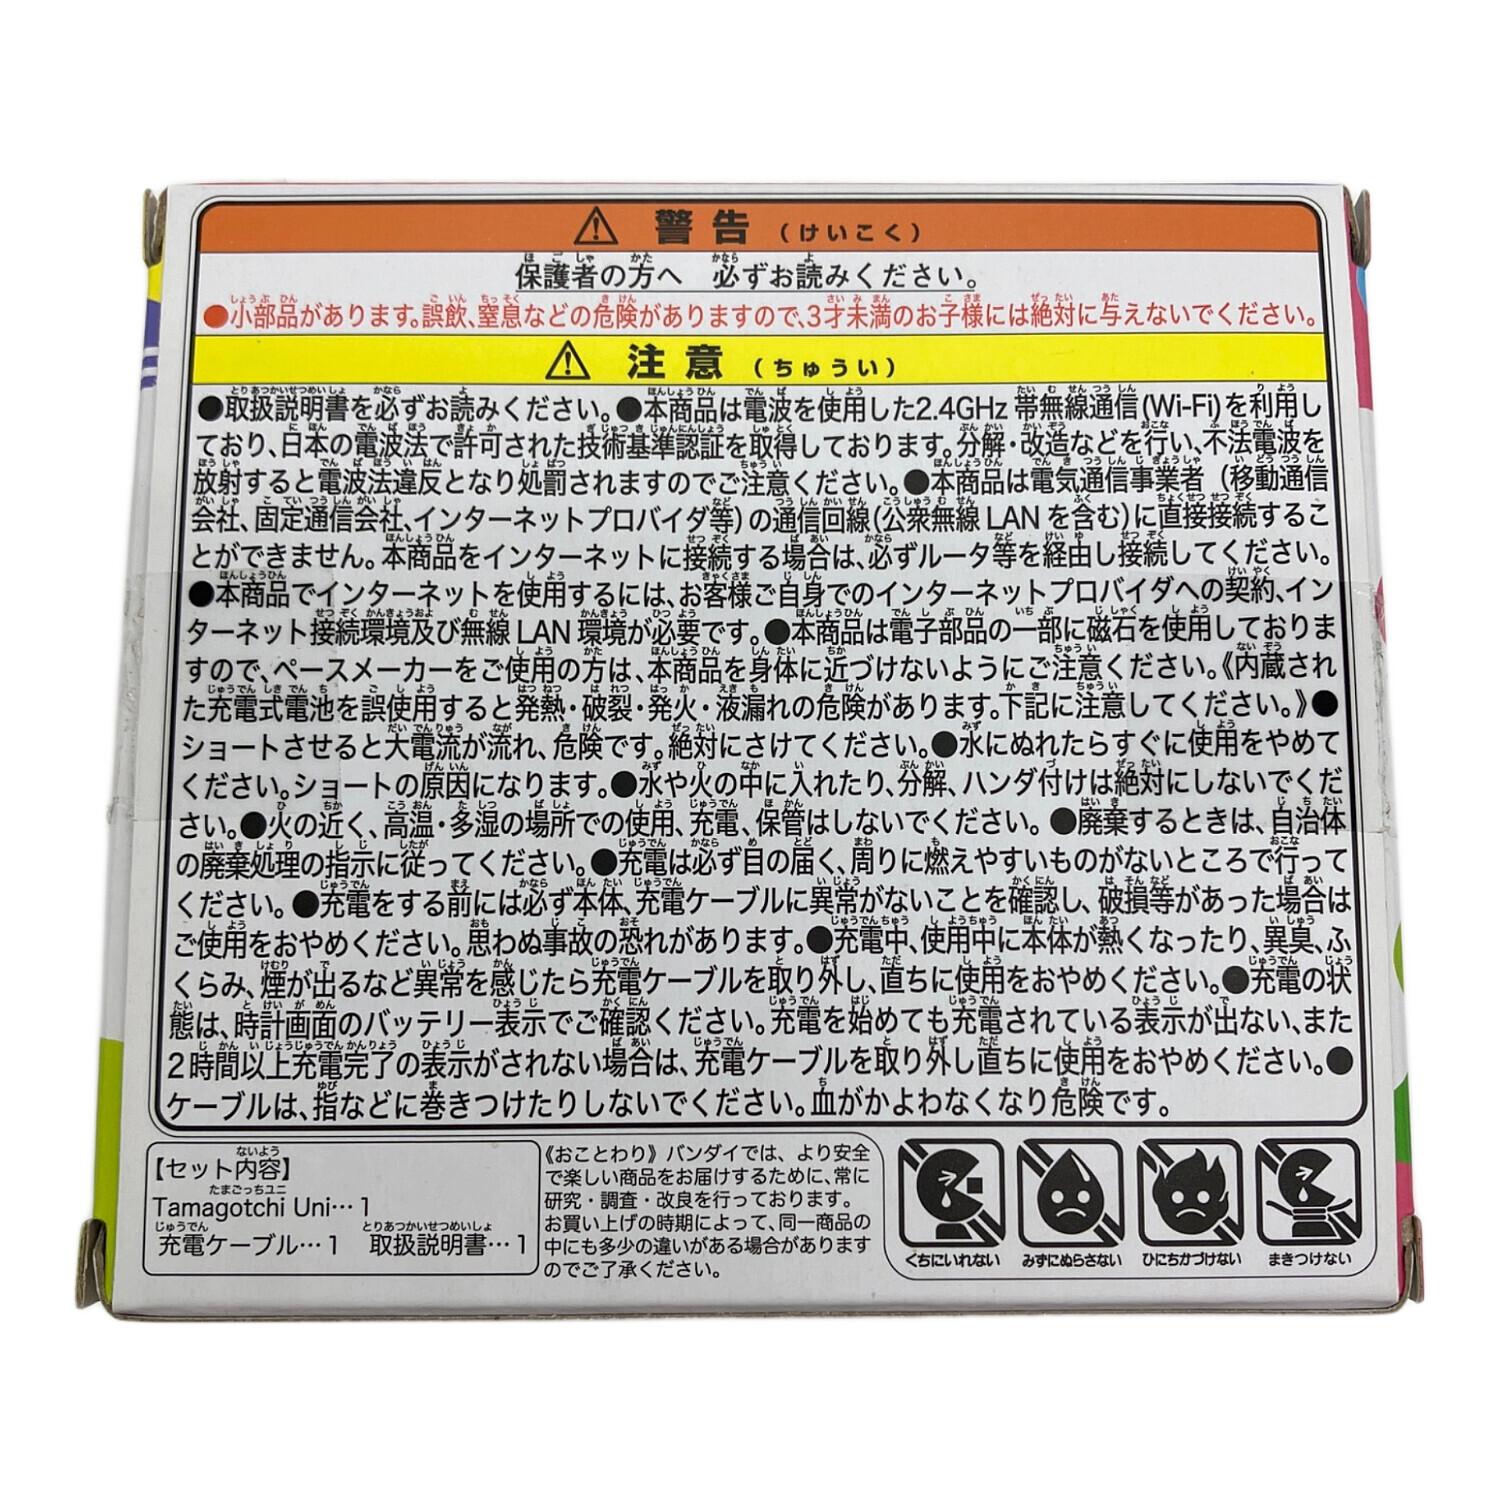 ⚠ 警告（けいこく）
保護者の方へ 必ずお読みください。
●小部品があります。誤飲、窒息などの危険がありますので、3才未満のお子様には絶対に与えないでください。
⚠ 注意（ちゅうい）
●取扱説明書を必ずお読みください。●本商品は電波を使用した2.4GHz 帯無線通信(Wi-Fi)を利用し
ており、日本の電波法で許可された技術基準認証を取得しております。分解・改造などを行い、不法電波を
放射すると電波法違反となり処罰されますのでご注意ください。●本商品は電気通信事業者（移動通信
会社、固定通信会社、インターネットプロバイダ等）の通信回線（公衆無線 LAN を含む）に直接接続するこ
とができません。本商品をインターネットに接続する場合は、必ずルータ等を経由し接続してください。
●本商品でインターネットを使用するには、お客様ご自身でのインターネットプロバイダへの契約、イン
ターネット接続環境及び無線 LAN 環境が必要です。●本商品は電子部品の一部に磁石を使用しておりま
すので、ペースメーカーをご使用の方は、本商品を身体に近づけないようにご注意ください。《内蔵され
た充電式電池を誤使用すると発熱・破裂・発火・液漏れの危険があります。下記に注意してください。》●
ショートさせると大電流が流れ、危険です。絶対にさけてください。●水にぬれたらすぐに使用をやめて
ください。ショートの原因になります。●水や火の中に入れたり、分解、ハンダ付けは絶対にしないでくだ
さい。●火の近く、高温・多湿の場所での使用、充電、保管はしないでください。●廃棄するときは、自治体
の廃棄処理の指示に従ってください。●充電は必ず目の届く、周りに燃えやすいものがないところで行って
ください。●充電をする前には必ず本体、充電ケーブルに異常がないことを確認し、破損等があった場合は
ご使用をおやめください。思わぬ事故の恐れがあります。●充電中、使用中に本体が熱くなったり、異臭、ふ
くらみ、煙が出るなど異常を感じたら充電ケーブルを取り外し、直ちに使用をおやめください。●充電の状
態は、時計画面のバッテリー表示でご確認ください。充電を始めても充電されている表示が出ない、また
2時間以上充電完了の表示がされない場合は、充電ケーブルを取り外し直ちに使用をおやめください。●
ケーブルは、指などに巻きつけたりしないでください。血がかよわなくなり危険です。
【セット内容】
Tamagotchi Uni…1
充電ケーブル…1 取扱説明書…1
《おことわり》バンダイでは、より安全
で楽しい商品をお届けするために、常に
研究・調査・改良を行っております。
お買い上げの時期によって、同一商品の
中にも多少の違いがある場合があります
のでご了承ください。
くちにいれない みずにぬらさない ひにちかづけない まきつけない